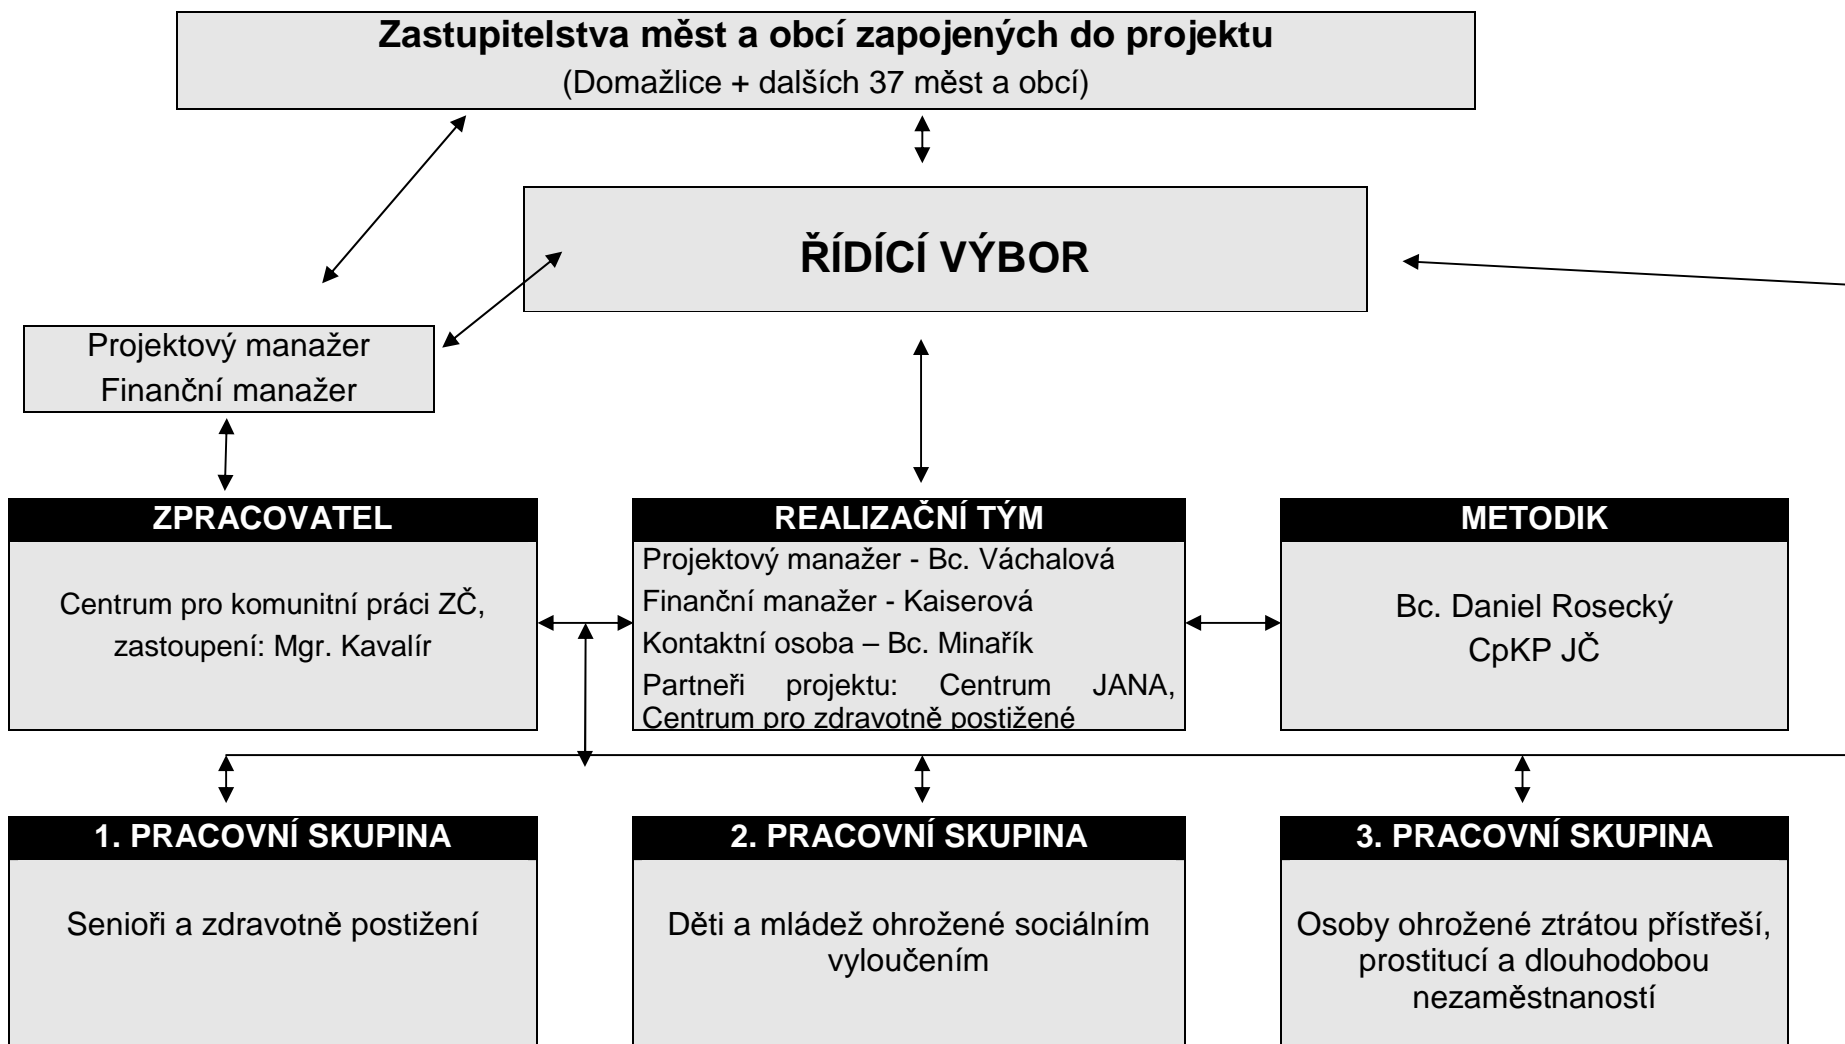 Zastupitelstva měst a obcí zapojených do projektu
(Domažlice + dalších 37 měst a obcí)
ŘÍDÍCÍ VÝBOR
Projektový manažer
Finanční manažer
ZPRACOVATEL
Centrum pro komunitní práci ZČ,
zastoupení: Mgr. Kavalír
REALIZAČNÍ TÝM
Projektový manažer - Bc. Váchalová
Finanční manažer - Kaiserová
Kontaktní osoba – Bc. Minařík
Partneři projektu: Centrum JANA,
Centrum pro zdravotně postižené
METODIK
Bc. Daniel Rosecký
CpKP JČ
1. PRACOVNÍ SKUPINA
Senioři a zdravotně postižení
2. PRACOVNÍ SKUPINA
Děti a mládež ohrožené sociálním
vyloučením
3. PRACOVNÍ SKUPINA
Osoby ohrožené ztrátou přístřeší,
prostitucí a dlouhodobou
nezaměstnaností